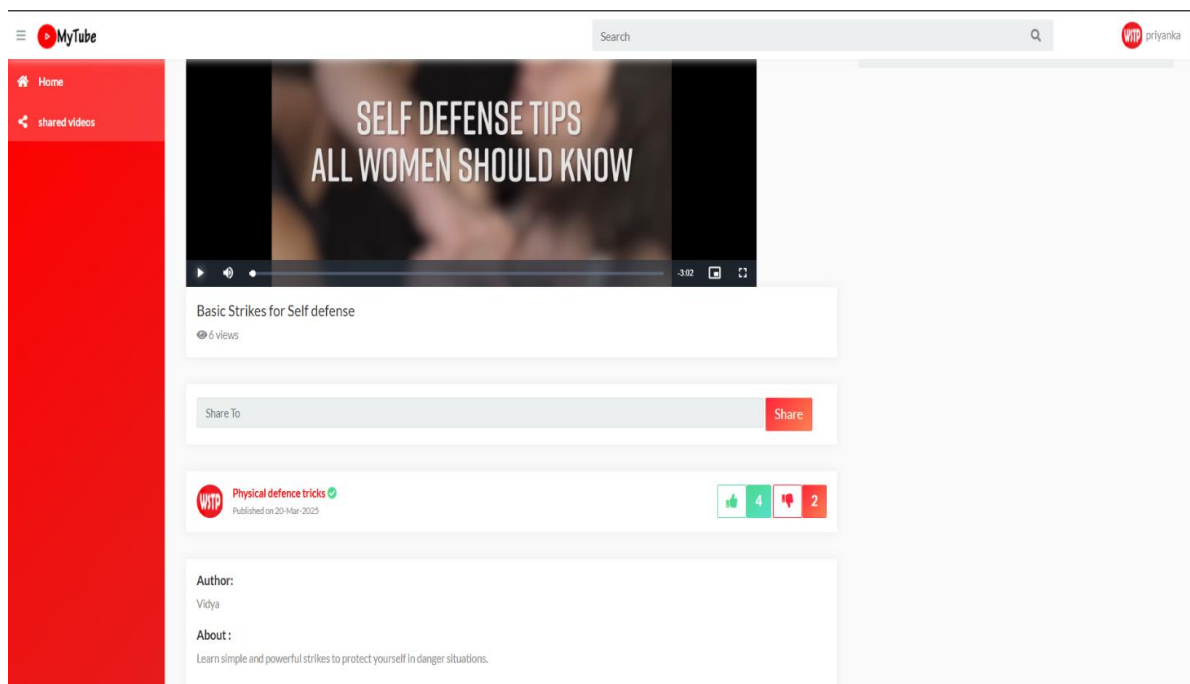 MyTube
Search
WSTP priyanka
Home
shared videos
SELF DEFENSE TIPS
ALL WOMEN SHOULD KNOW
-3:02
Basic Strikes for Self defense
6 views
Share To
Share
WSTP
Physical defence tricks
Published on 20-Mar-2025
4
2
Author:
Vidya
About :
Learn simple and powerful strikes to protect yourself in danger situations.